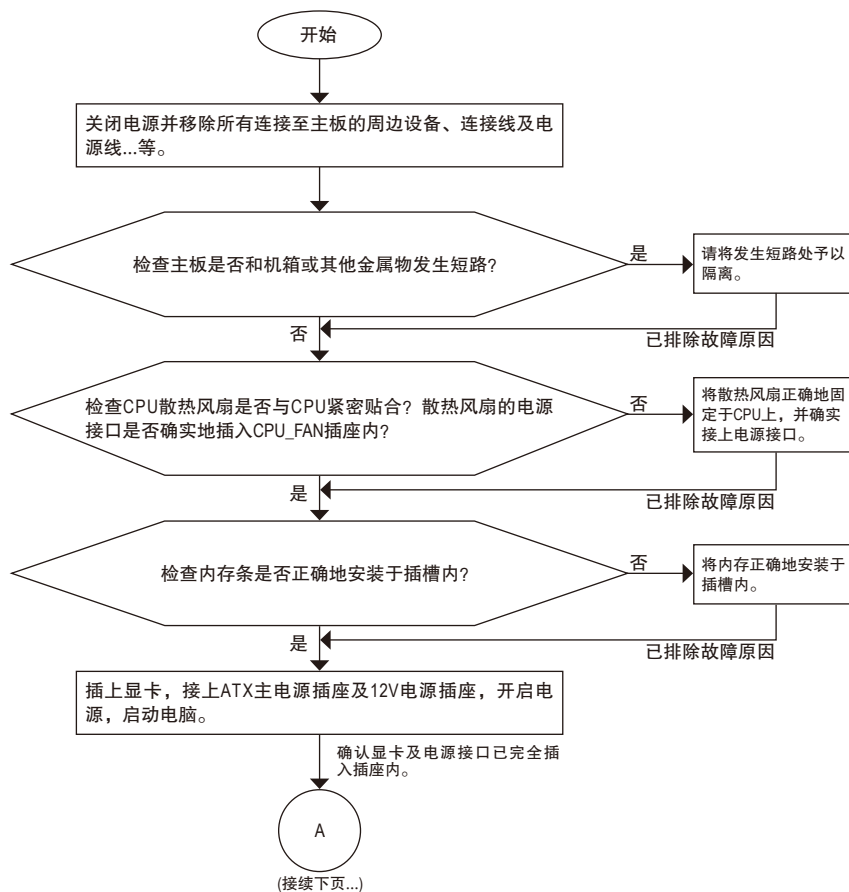 开始
关闭电源并移除所有连接至主板的周边设备、连接线及电
源线...等。
检查主板是否和机箱或其他金属物发生短路?
是
请将发生短路处予以
隔离。
否
已排除故障原因
检查CPU散热风扇是否与CPU紧密贴合? 散热风扇的电源
接口是否确实地插入CPU_FAN插座内?
否
将散热风扇正确地固
定于CPU上，并确实
接上电源接口。
是
已排除故障原因
检查内存条是否正确地安装于插槽内?
否
将内存正确地安装于
插槽内。
是
已排除故障原因
插上显卡，接上ATX主电源插座及12V电源插座，开启电
源，启动电脑。
确认显卡及电源接口已完全插
入插座内。
A
(接续下页...)